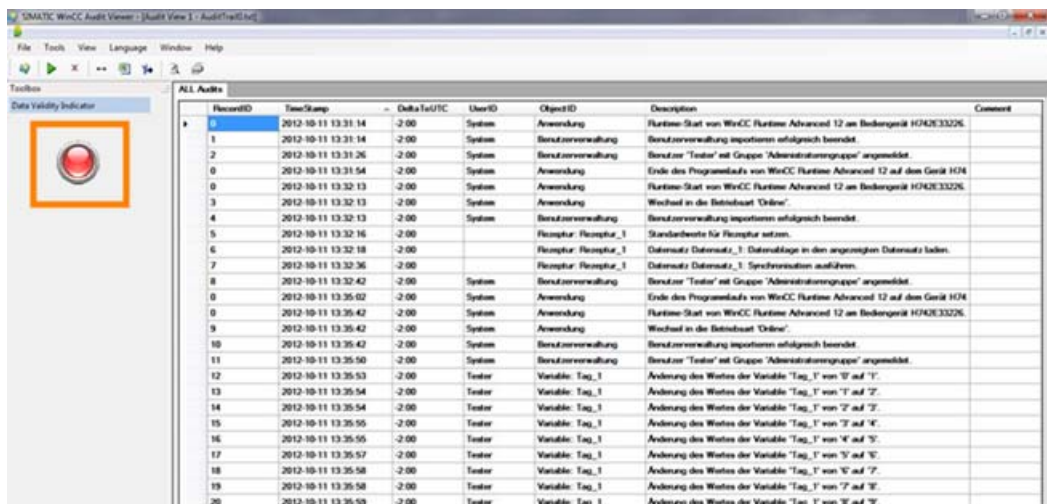 SIMATIC WinCC Audit Viewer - [Audit View 1 - AuditTrail0.txt]
File Tools View Language Window Help
Toolbox
ALL Audits
Data Validity Indicator
RecordID TimeStamp DeltaToUTC UserID ObjectID Description Comment
0 2012-10-11 13:31:14 -2:00 System Anwendung Runtime-Start von WinCC Runtime Advanced 12 am Bediengerät H742E33226.
1 2012-10-11 13:31:14 -2:00 System Benutzerverwaltung Benutzerverwaltung importieren erfolgreich beendet.
2 2012-10-11 13:31:26 -2:00 System Benutzerverwaltung Benutzer 'Tester' mit Gruppe 'Administratorengruppe' angemeldet.
0 2012-10-11 13:31:54 -2:00 System Anwendung Ende des Programmlaufs von WinCC Runtime Advanced 12 auf dem Gerät H74
0 2012-10-11 13:32:13 -2:00 System Anwendung Runtime-Start von WinCC Runtime Advanced 12 am Bediengerät H742E33226.
3 2012-10-11 13:32:13 -2:00 System Anwendung Wechsel in die Betriebsart 'Online'.
4 2012-10-11 13:32:13 -2:00 System Benutzerverwaltung Benutzerverwaltung importieren erfolgreich beendet.
5 2012-10-11 13:32:16 -2:00 Rezeptur: Rezeptur_1 Standardwerte für Rezeptur setzen.
6 2012-10-11 13:32:18 -2:00 Rezeptur: Rezeptur_1 Datensatz Datensatz_1: Datenablage in den angezeigten Datensatz laden.
7 2012-10-11 13:32:36 -2:00 Rezeptur: Rezeptur_1 Datensatz Datensatz_1: Synchronisation ausführen.
8 2012-10-11 13:32:42 -2:00 System Benutzerverwaltung Benutzer 'Tester' mit Gruppe 'Administratorengruppe' angemeldet.
0 2012-10-11 13:35:02 -2:00 System Anwendung Ende des Programmlaufs von WinCC Runtime Advanced 12 auf dem Gerät H74
0 2012-10-11 13:35:42 -2:00 System Anwendung Runtime-Start von WinCC Runtime Advanced 12 am Bediengerät H742E33226.
9 2012-10-11 13:35:42 -2:00 System Anwendung Wechsel in die Betriebsart 'Online'.
10 2012-10-11 13:35:42 -2:00 System Benutzerverwaltung Benutzerverwaltung importieren erfolgreich beendet.
11 2012-10-11 13:35:50 -2:00 System Benutzerverwaltung Benutzer 'Tester' mit Gruppe 'Administratorengruppe' angemeldet.
12 2012-10-11 13:35:53 -2:00 Tester Variable: Tag_1 Änderung des Wertes der Variable 'Tag_1' von '0' auf '1'.
13 2012-10-11 13:35:54 -2:00 Tester Variable: Tag_1 Änderung des Wertes der Variable 'Tag_1' von '1' auf '2'.
14 2012-10-11 13:35:54 -2:00 Tester Variable: Tag_1 Änderung des Wertes der Variable 'Tag_1' von '2' auf '3'.
15 2012-10-11 13:35:55 -2:00 Tester Variable: Tag_1 Änderung des Wertes der Variable 'Tag_1' von '3' auf '4'.
16 2012-10-11 13:35:55 -2:00 Tester Variable: Tag_1 Änderung des Wertes der Variable 'Tag_1' von '4' auf '5'.
17 2012-10-11 13:35:57 -2:00 Tester Variable: Tag_1 Änderung des Wertes der Variable 'Tag_1' von '5' auf '6'.
18 2012-10-11 13:35:58 -2:00 Tester Variable: Tag_1 Änderung des Wertes der Variable 'Tag_1' von '6' auf '7'.
19 2012-10-11 13:35:58 -2:00 Tester Variable: Tag_1 Änderung des Wertes der Variable 'Tag_1' von '7' auf '8'.
20 2012-10-11 13:35:59 -2:00 Tester Variable: Tag_1 Änderung des Wertes der Variable 'Tag_1' von '8' auf '9'.